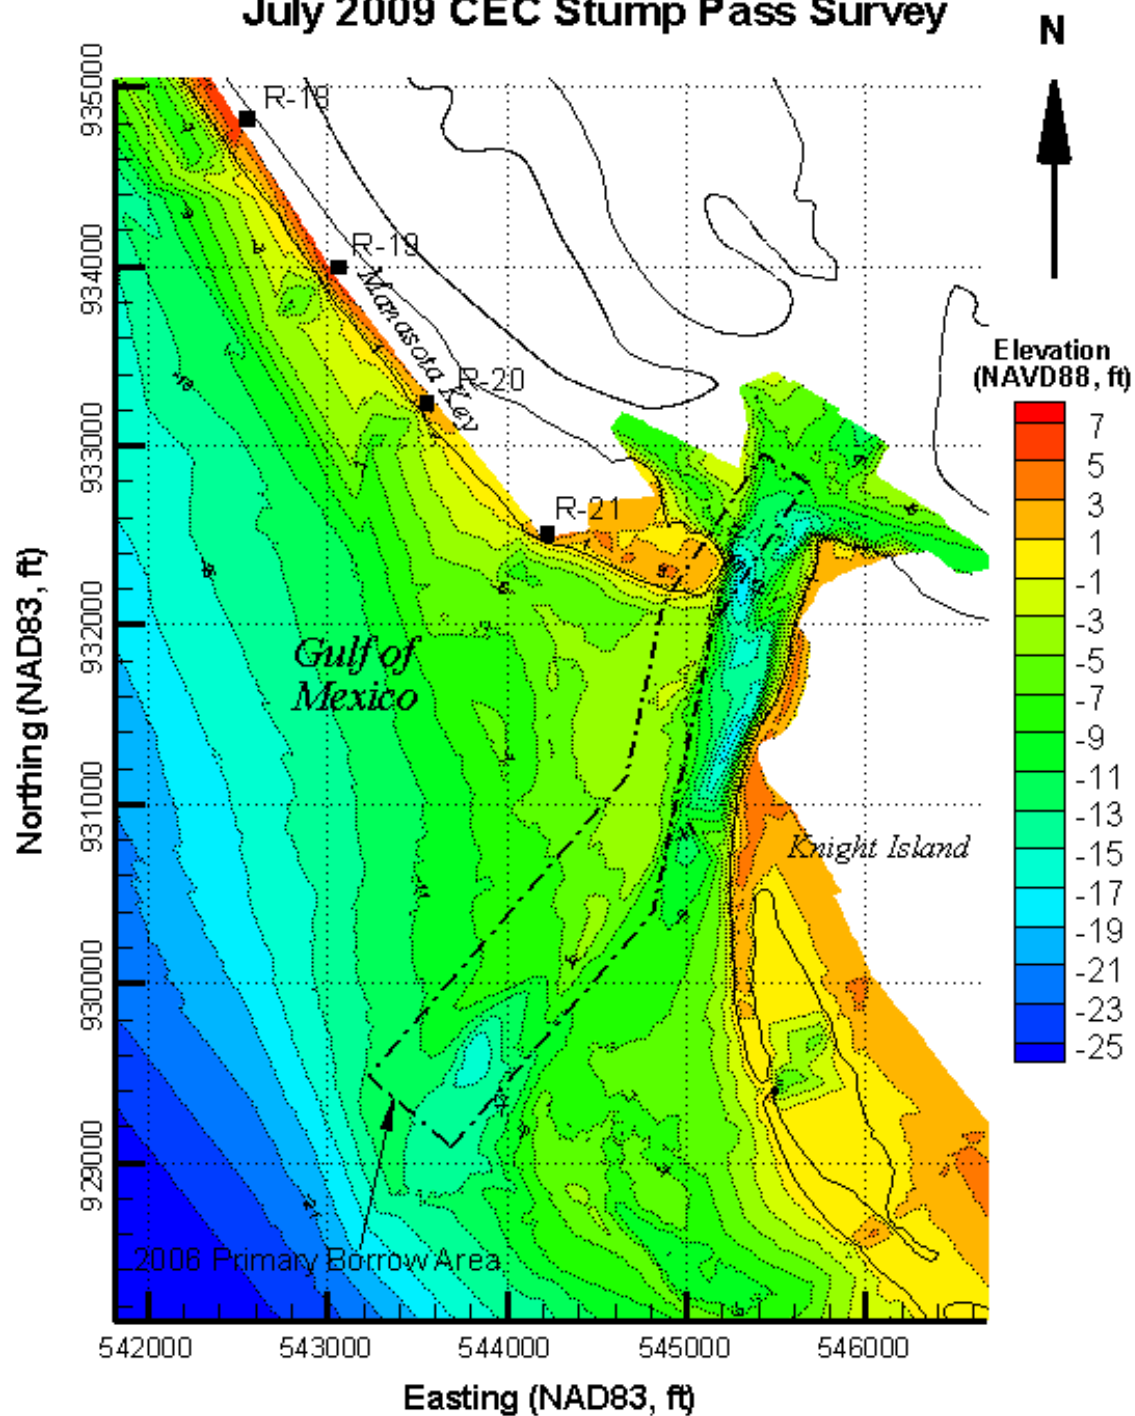 July 2009 CEC Stump Pass Survey
N
R-18
R-19
Manasota Key
R-20
R-21
Gulf of
Mexico
Knight Island
2006 Primary Borrow Area
Elevation
(NAVD88, ft)
7
5
3
1
-1
-3
-5
-7
-9
-11
-13
-15
-17
-19
-21
-23
-25
Northing (NAD83, ft)
935000
934000
933000
932000
931000
930000
929000
542000 543000 544000 545000 546000
Easting (NAD83, ft)